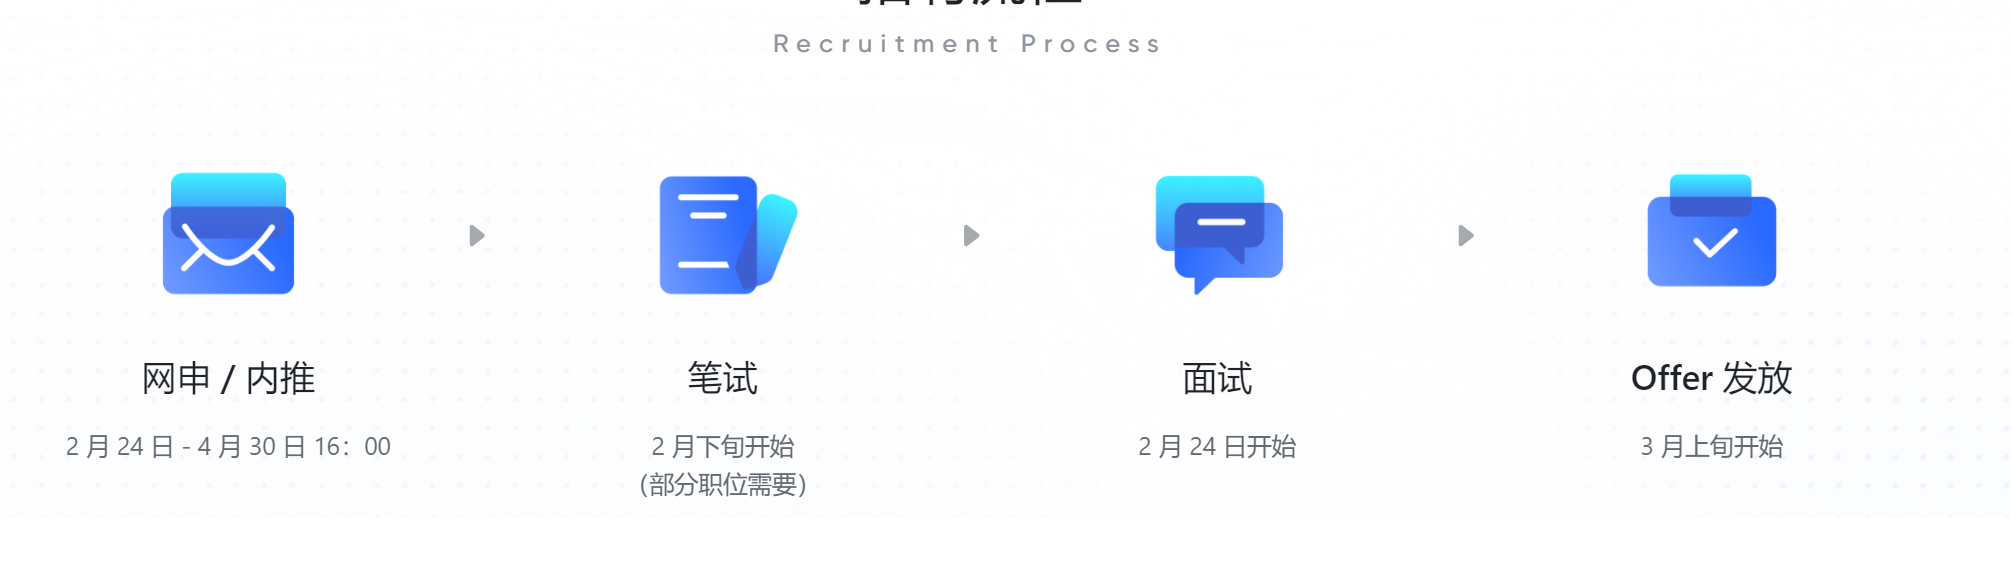 Recruitment Process
网申 / 内推
笔试
面试
Offer 发放
2 月 24 日 - 4 月 30 日 16：00
2 月下旬开始
（部分职位需要）
2 月 24 日开始
3 月上旬开始